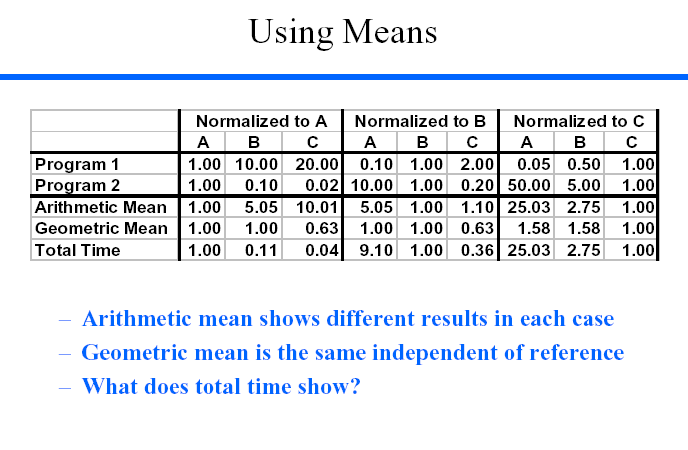 Using Means
Normalized to A Normalized to B Normalized to C
A B C A B C A B C
Program 1 1.00 10.00 20.00 0.10 1.00 2.00 0.05 0.50 1.00
Program 2 1.00 0.10 0.02 10.00 1.00 0.20 50.00 5.00 1.00
Arithmetic Mean 1.00 5.05 10.01 5.05 1.00 1.10 25.03 2.75 1.00
Geometric Mean 1.00 1.00 0.63 1.00 1.00 0.63 1.58 1.58 1.00
Total Time 1.00 0.11 0.04 9.10 1.00 0.36 25.03 2.75 1.00
– Arithmetic mean shows different results in each case
– Geometric mean is the same independent of reference
– What does total time show?